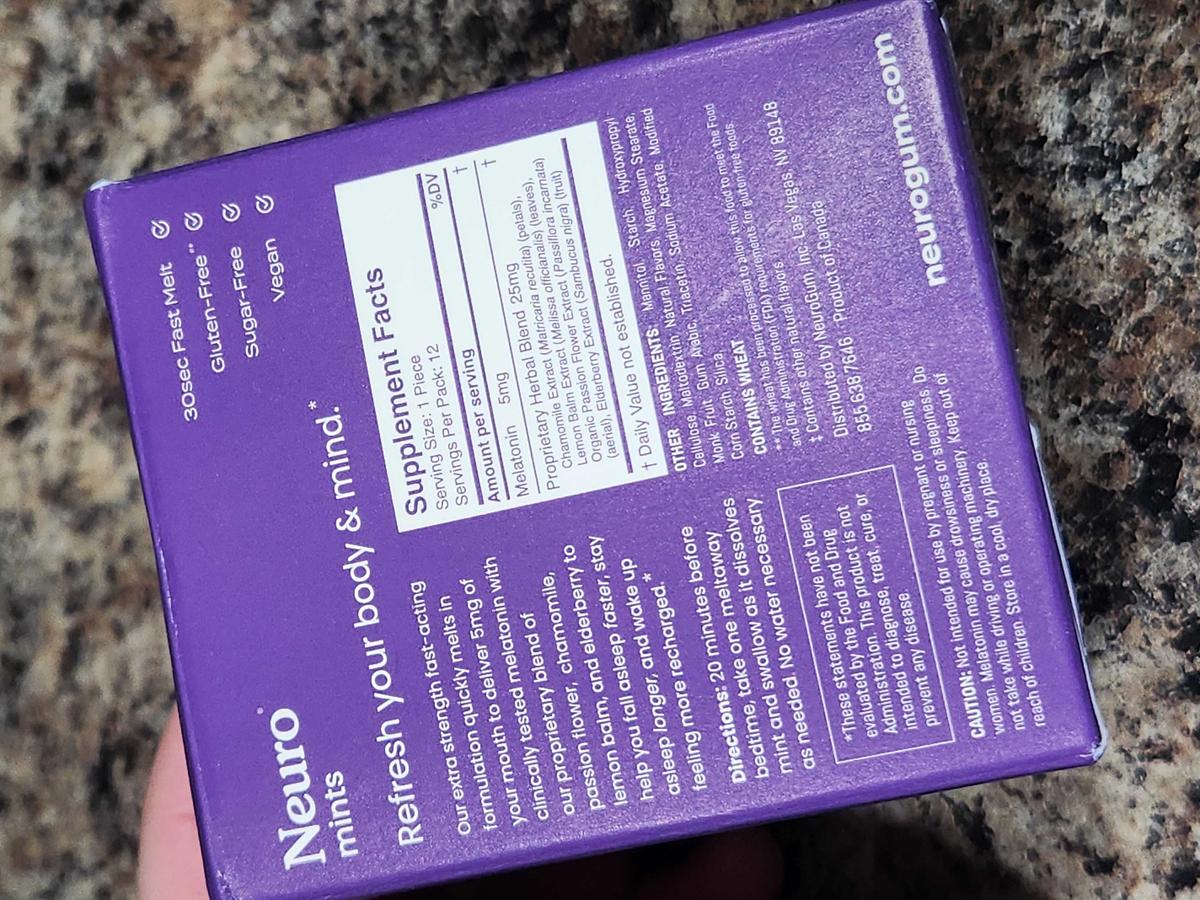 Neuro
mints
30sec Fast Melt
Gluten-Free**
Sugar-Free
Vegan
Refresh your body & mind.*
Our extra strength fast-acting
formulation quickly melts in
your mouth to deliver 5mg of
clinically tested melatonin with
our proprietary blend of
passion flower, chamomile,
lemon balm, and elderberry to
help you fall asleep faster, stay
asleep longer, and wake up
feeling more recharged.*
Directions: 20 minutes before
bedtime, take one meltaway
mint and swallow as it dissolves
as needed. No water necessary
*These statements have not been
evaluated by the Food and Drug
Administration. This product is not
intended to diagnose, treat, cure, or
prevent any disease
CAUTION: Not intended for use by pregnant or nursing
women. Melatonin may cause drowsiness or sleepiness. Do
not take while driving or operating machinery. Keep out of
reach of children. Store in a cool, dry place.
Supplement Facts
Serving Size: 1 Piece
Servings Per Pack: 12
Amount per serving %DV
Melatonin 5mg †
Proprietary Herbal Blend 25mg †
Chamomile Extract (Matricaria recutita) (petals),
Lemon Balm Extract (Melissa officianalis) (leaves),
Organic Passion Flower Extract (Passiflora incarnata)
(aerial), Elderberry Extract (Sambucus nigra) (fruit)
† Daily Value not established.
OTHER INGREDIENTS Mannitol, Starch, Hydroxypropyl
Cellulose, Maltodextrin, Natural Flavors, Magnesium Stearate,
Monk Fruit, Gum Arabic, Triacetin, Sodium Acetate, Modified
Corn Starch, Silica.
CONTAINS WHEAT
** The wheat has been processed to allow this food to meet the Food
and Drug Administration (FDA) requirements for gluten-free foods.
‡ Contains other natural flavors
Distributed by NeuroGum, Inc. Las Vegas, NV 89148
855 638 7646 Product of Canada
neurogum.com